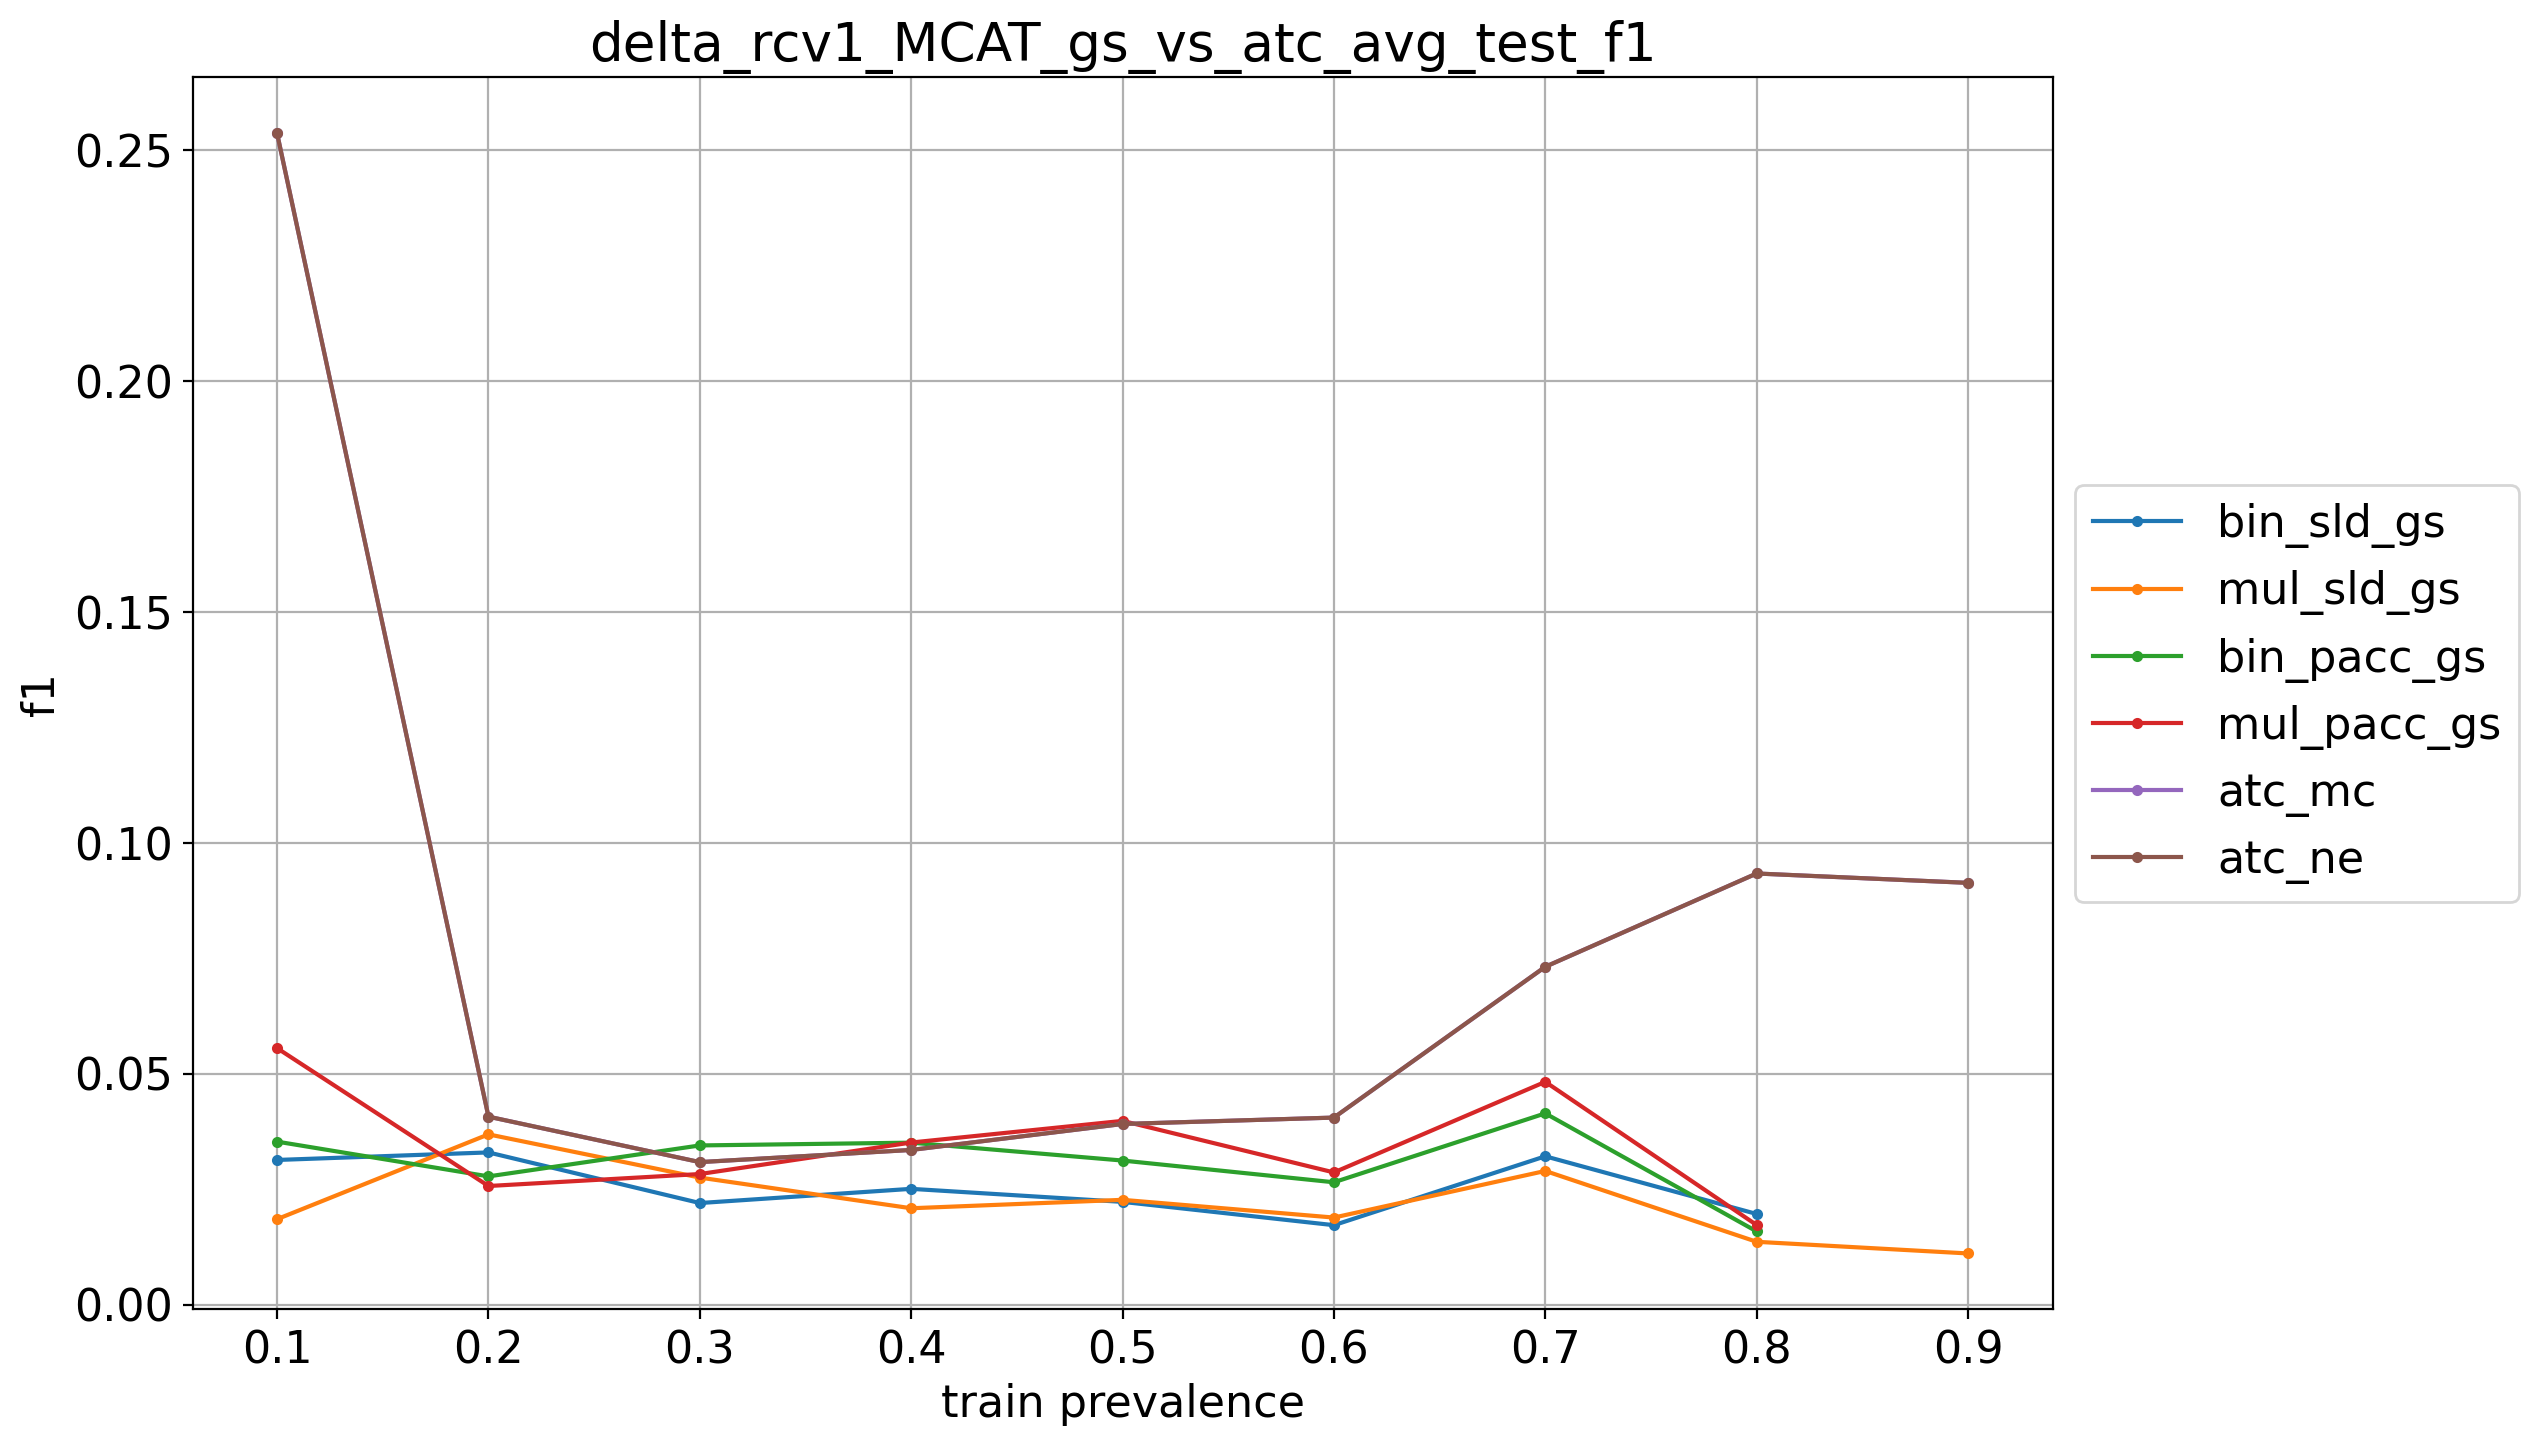 delta_rcv1_MCAT_gs_vs_atc_avg_test_f1
0.25
0.20
0.15
0.10
0.05
0.00
f1
0.1 0.2 0.3 0.4 0.5 0.6 0.7 0.8 0.9
train prevalence
bin_sld_gs
mul_sld_gs
bin_pacc_gs
mul_pacc_gs
atc_mc
atc_ne